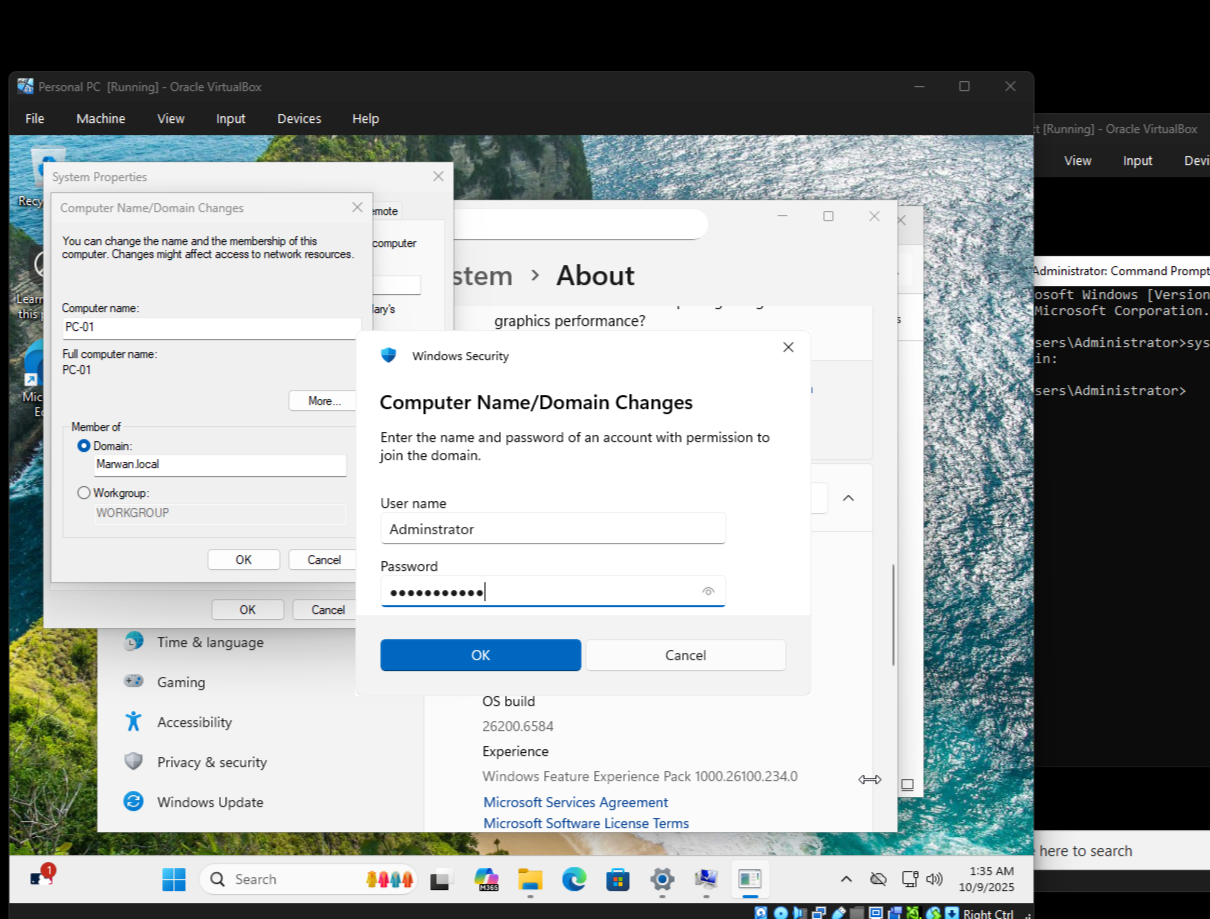 Personal PC [Running] - Oracle VirtualBox
File Machine View Input Devices Help
t [Running] - Oracle VirtualBox
View Input Devi
Recy
Learn
this
Mic
Ed
System Properties
emote
computer
ary's
Computer Name/Domain Changes
You can change the name and the membership of this
computer. Changes might affect access to network resources.
Computer name:
PC-01
Full computer name:
PC-01
More...
Member of
Domain:
Marwan.local
Workgroup:
WORKGROUP
OK Cancel
OK Cancel
stem > About
graphics performance?
s
Windows Security
Computer Name/Domain Changes
Enter the name and password of an account with permission to
join the domain.
User name
Adminstrator
Password
OK Cancel
OS build
26200.6584
Experience
Windows Feature Experience Pack 1000.26100.234.0
Microsoft Services Agreement
Microsoft Software License Terms
Time & language
Gaming
Accessibility
Privacy & security
Windows Update
Administrator: Command Prompt
osoft Windows [Version
Microsoft Corporation.
sers\Administrator>sys
in:
sers\Administrator>
here to search
1
Search
M365
1:35 AM
10/9/2025
Right Ctrl